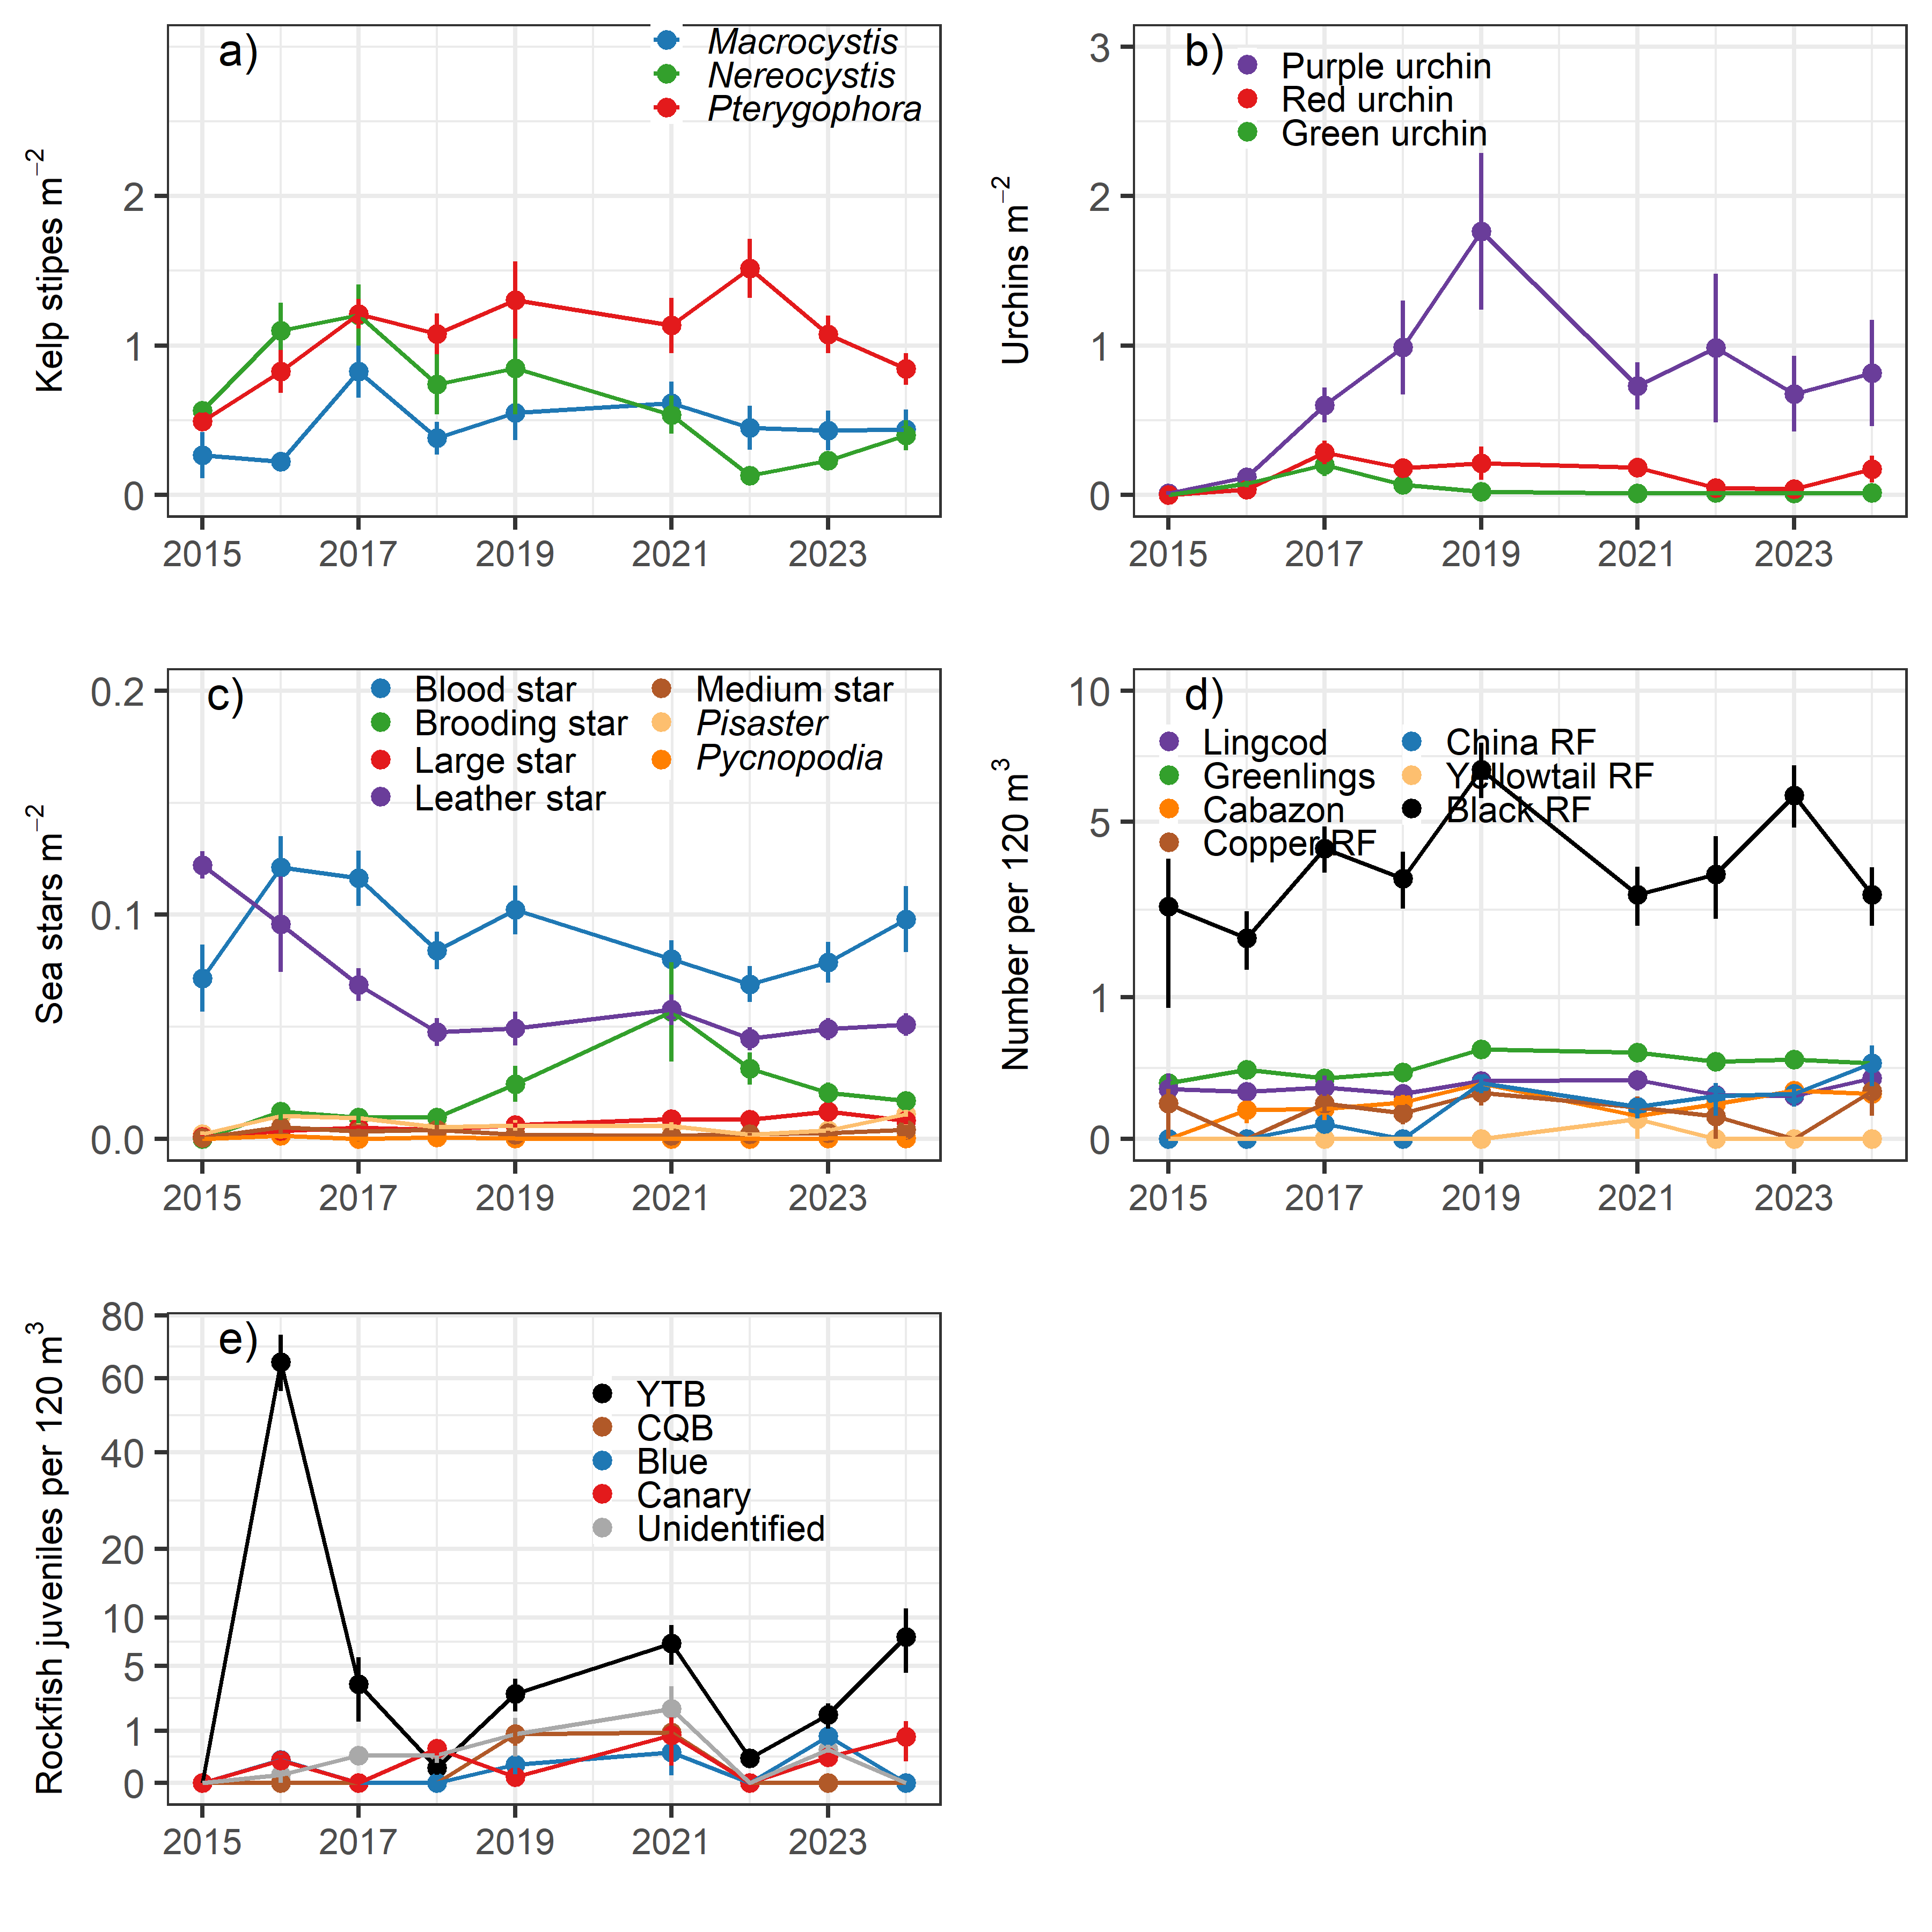 a)
Macrocystis
Nereocystis
Pterygophora
Kelp stipes m⁻²
2
1
0
2015 2017 2019 2021 2023
b)
Purple urchin
Red urchin
Green urchin
Urchins m⁻²
3
2
1
0
2015 2017 2019 2021 2023
c)
Blood star
Brooding star
Large star
Leather star
Medium star
Pisaster
Pycnopodia
Sea stars m⁻²
0.2
0.1
0.0
2015 2017 2019 2021 2023
d)
Lingcod
Greenlings
Cabazon
Copper RF
China RF
Yellowtail RF
Black RF
Number per 120 m³
10
5
1
0
2015 2017 2019 2021 2023
e)
YTB
CQB
Blue
Canary
Unidentified
Rockfish juveniles per 120 m³
80
60
40
20
10
5
1
0
2015 2017 2019 2021 2023